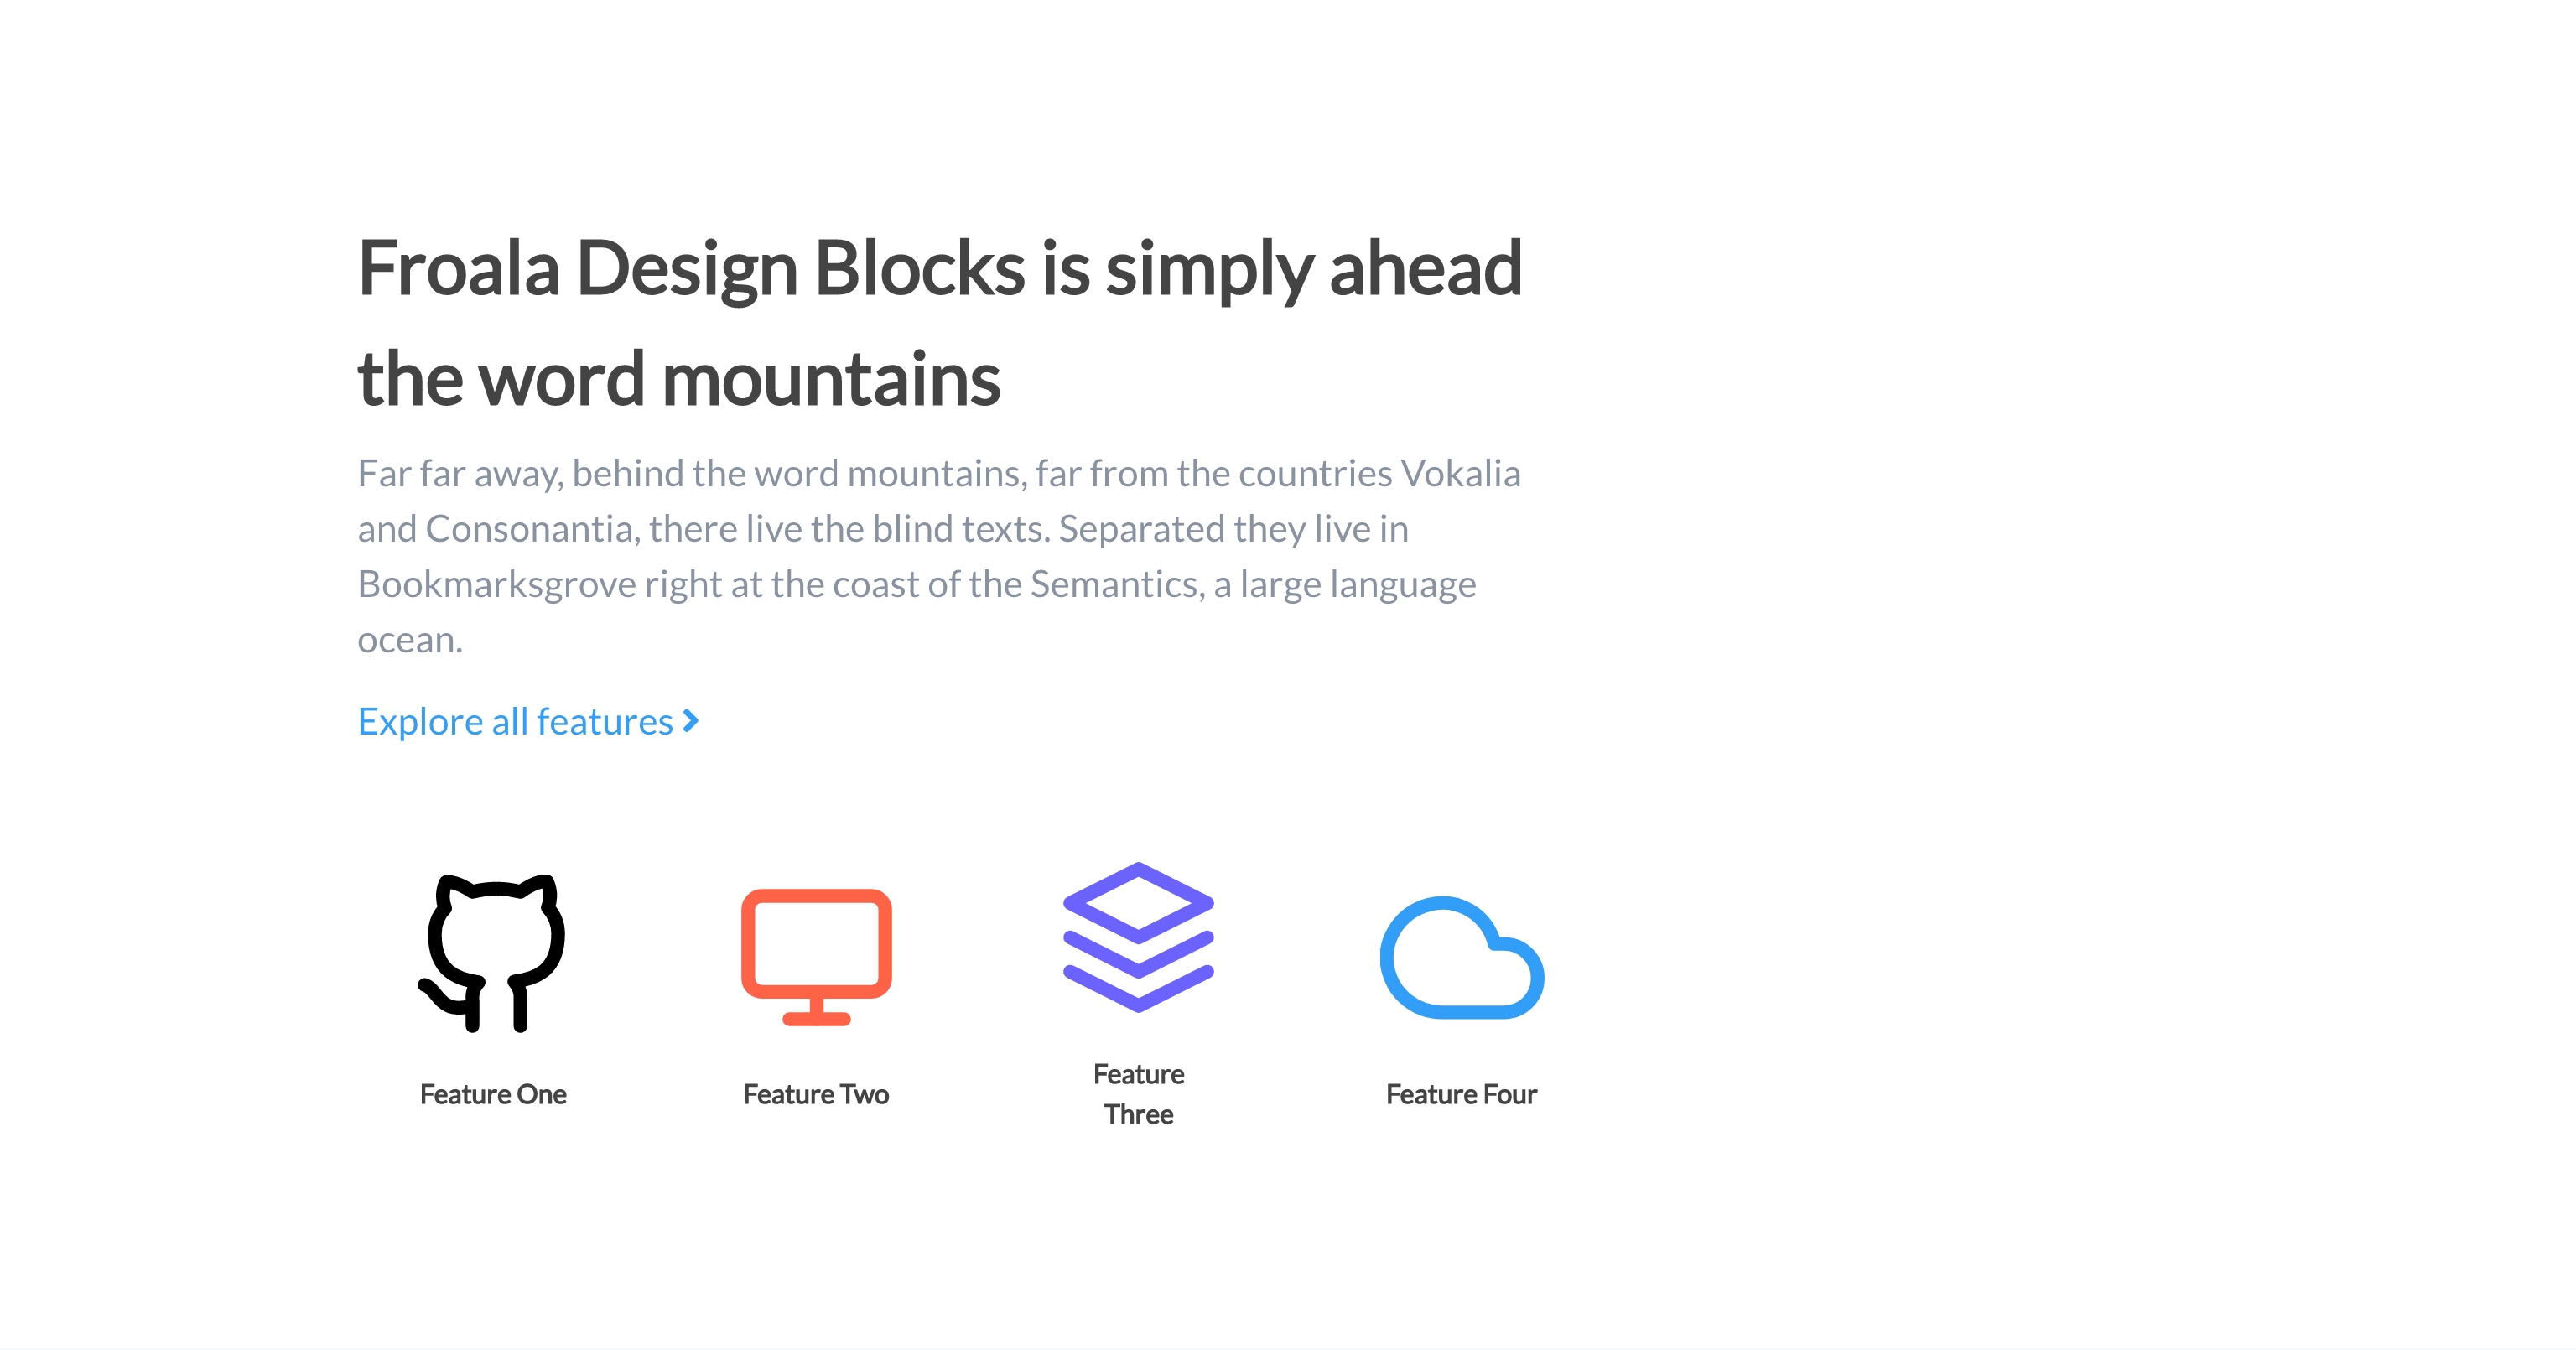 Froala Design Blocks is simply ahead
the word mountains
Far far away, behind the word mountains, far from the countries Vokalia
and Consonantia, there live the blind texts. Separated they live in
Bookmarksgrove right at the coast of the Semantics, a large language
ocean.
Explore all features
Feature One
Feature Two
Feature
Three
Feature Four